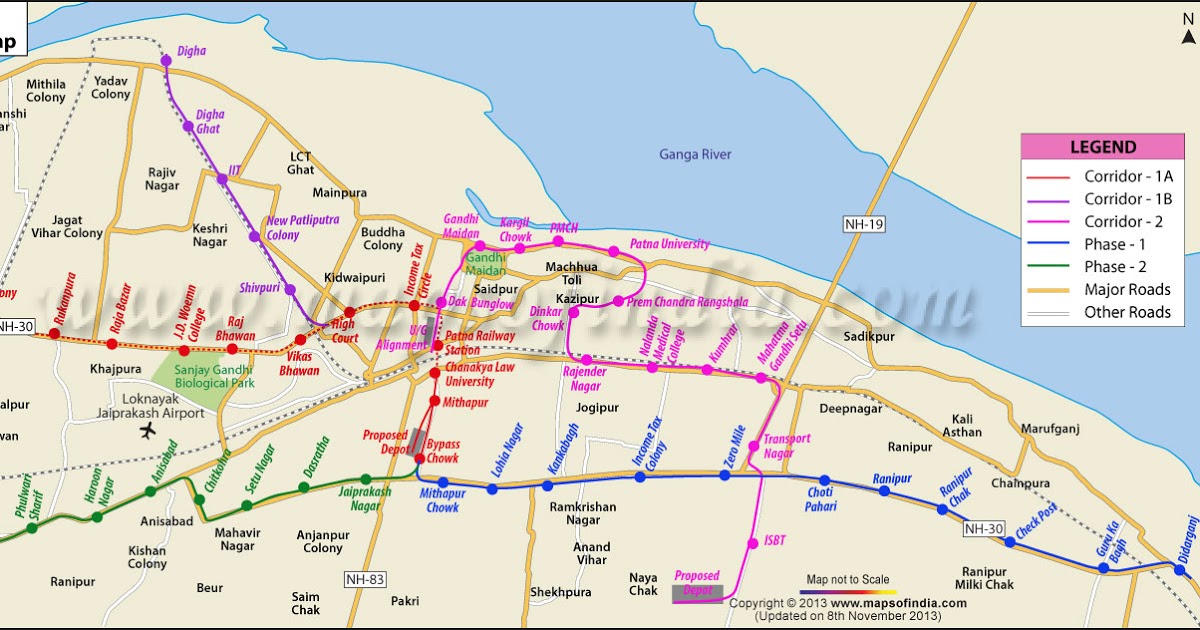 ap
N
Digha
Mithila
Colony
Yadav
Colony
anshi
ar
Digha
Ghat
Ganga River
LEGEND
Corridor - 1A
Corridor - 1B
Corridor - 2
Phase - 1
Phase - 2
Major Roads
Other Roads
LCT
Ghat
IIT
Rajiv
Nagar
Mainpura
Jagat
Vihar Colony
Keshri
Nagar
New Patliputra
Colony
Buddha
Colony
Gandhi
Maidan
Kargil
Chowk
PMCH
Patna University
NH-19
Gandhi
Maidan
Kidwaipuri
Income Tax
Circle
Saidpur
Machhua
Toli
Kazipur
Shivpuri
ony
Rukunpura
Raja Bazar
J.D. Women
College
Raj
Bhawan
Dak Bunglow
Prem Chandra Rangshala
Dinkar
Chowk
www.mapsofindia.com
NH-30
High
Court
Vikas
Bhawan
U/G
Alignment
Patna Railway
Station
Nalanda
Medical
College
Kumhrar
Mahatma
Gandhi Setu
Sadikpur
Khajpura
Sanjay Gandhi
Biological Park
Chanakya Law
University
Rajender
Nagar
alpur
Loknayak
Jaiprakash Airport
Mithapur
Jogipur
Deepnagar
Kali
Asthan
Marufganj
wan
Proposed
Depot
Bypass
Chowk
Lohia Nagar
Kankabagh
Income Tax
Colony
Zero Mile
Transport
Nagar
Ranipur
Phulwari
Sharif
Haroon
Nagar
Anisabad
Chitkohra
Setu Nagar
Dasratha
Jaiprakash
Nagar
Mithapur
Chowk
Choti
Pahari
Ranipur
Ranipur
Chak
Chainpura
Anisabad
Mahavir
Nagar
Anjanpur
Colony
Ramkrishan
Nagar
NH-30
Check Post
Guru Ka
Bagh
Didarganj
Kishan
Colony
Anand
Vihar
ISBT
Ranipur
Beur
NH-83
Shekhpura
Naya
Chak
Proposed
Depot
Map not to Scale
Ranipur
Milki Chak
Saim
Chak
Pakri
Copyright © 2013 www.mapsofindia.com
(Updated on 8th November 2013)